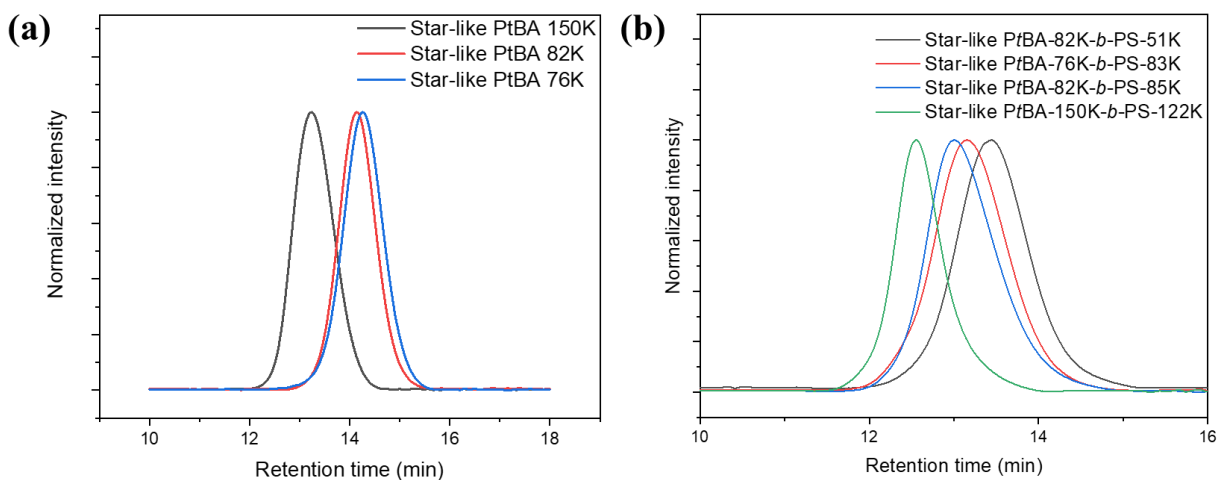 (a)
Star-like PtBA 150K
Star-like PtBA 82K
Star-like PtBA 76K
Normalized intensity
10 12 14 16 18
Retention time (min)
(b)
Star-like PtBA-82K-b-PS-51K
Star-like PtBA-76K-b-PS-83K
Star-like PtBA-82K-b-PS-85K
Star-like PtBA-150K-b-PS-122K
Normalized intensity
10 12 14 16
Retention time (min)